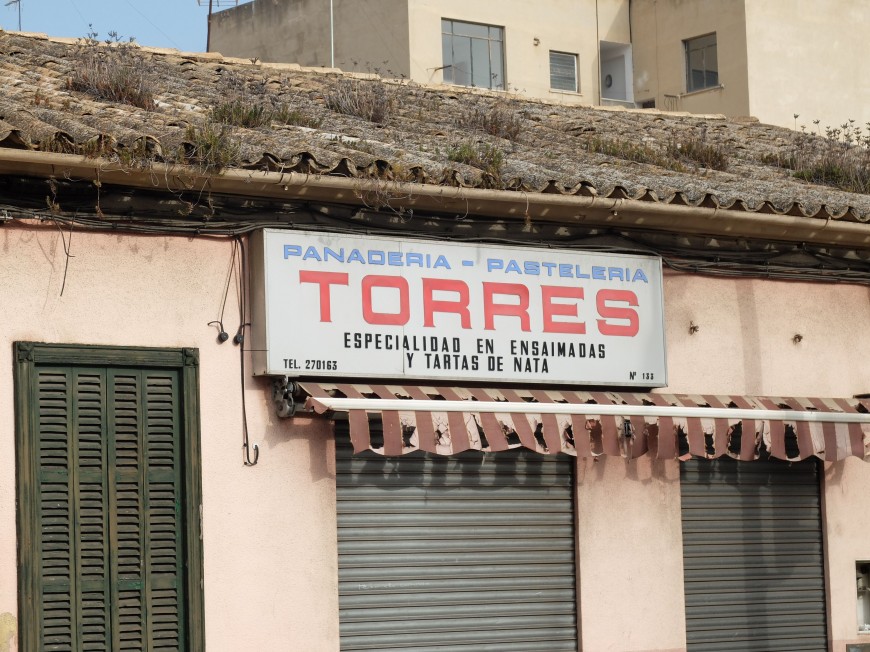 PANADERIA - PASTELERIA
TORRES
ESPECIALIDAD EN ENSAIMADAS
Y TARTAS DE NATA
TEL. 270163
Nº 133